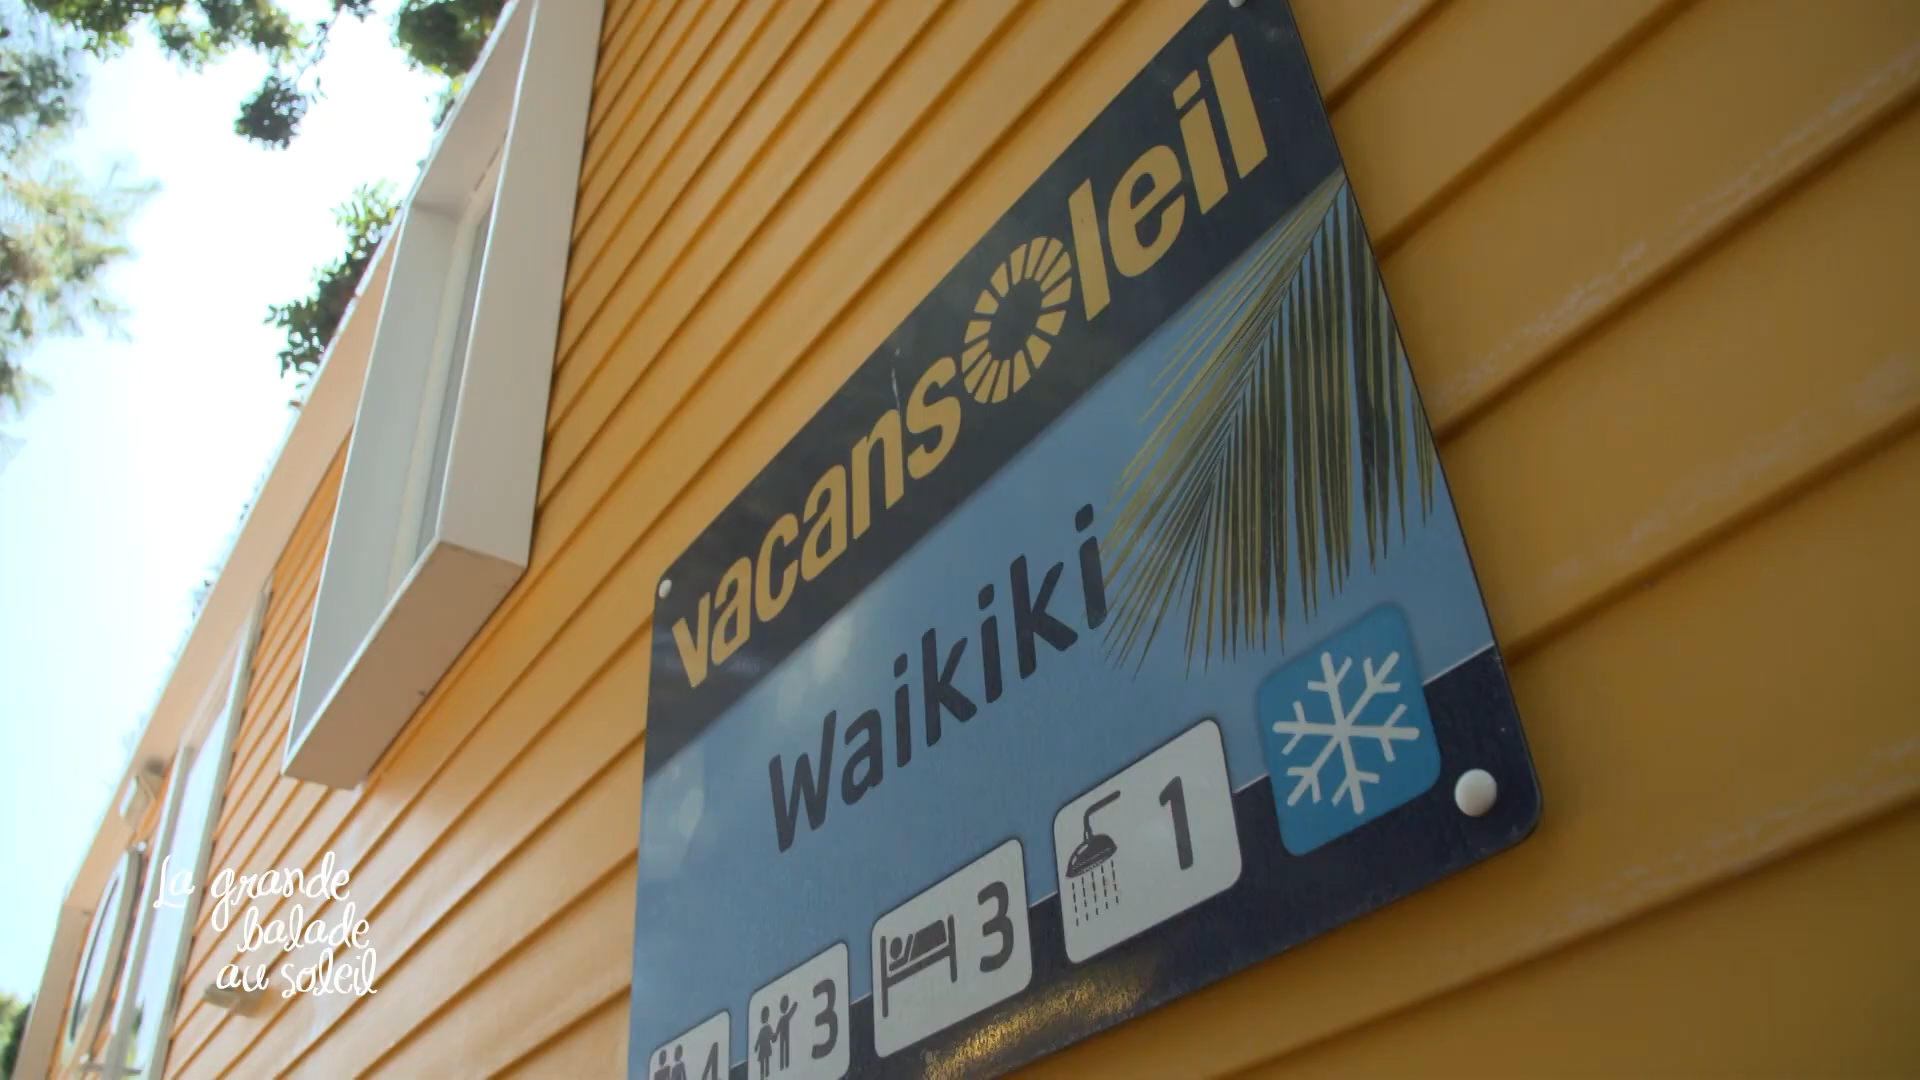 vacansoleil
Waikiki
3
3
1
La grande
balade
au soleil